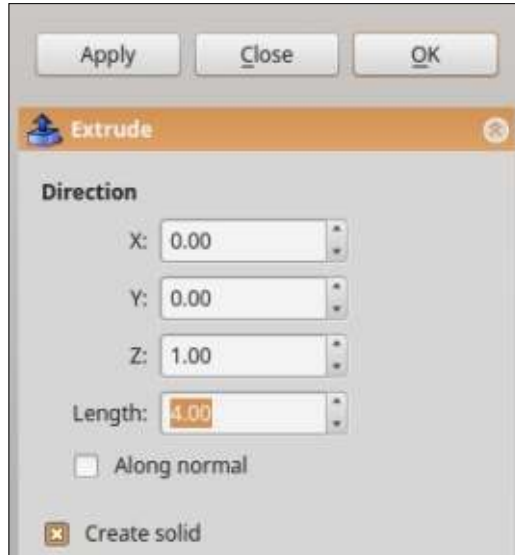 Apply Close OK
Extrude
Direction
X: 0.00
Y: 0.00
Z: 1.00
Length: 4.00
Along normal
Create solid